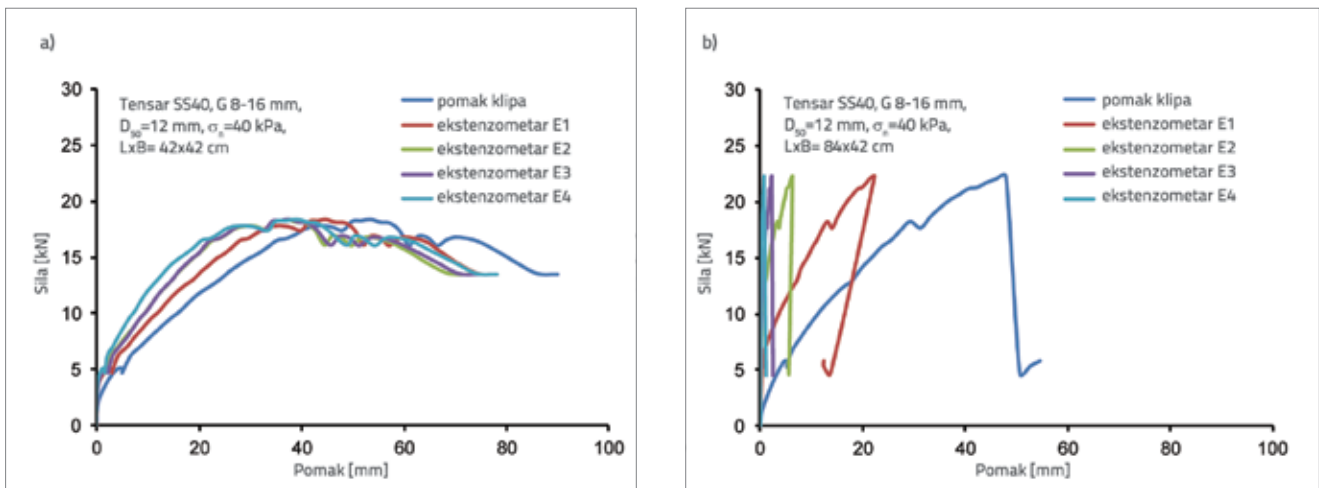 a)
30
25
20
15
10
5
0
Sila [kN]
Tensar SS40, G 8-16 mm,
D₅₀=12 mm, σₙ=40 kPa,
LxB= 42x42 cm
pomak klipa
ekstenzometar E1
ekstenzometar E2
ekstenzometar E3
ekstenzometar E4
0 20 40 60 80 100
Pomak [mm]
b)
30
25
20
15
10
5
0
Sila [kN]
Tensar SS40, G 8-16 mm,
D₅₀=12 mm, σₙ=40 kPa,
LxB= 84x42 cm
pomak klipa
ekstenzometar E1
ekstenzometar E2
ekstenzometar E3
ekstenzometar E4
0 20 40 60 80 100
Pomak [mm]